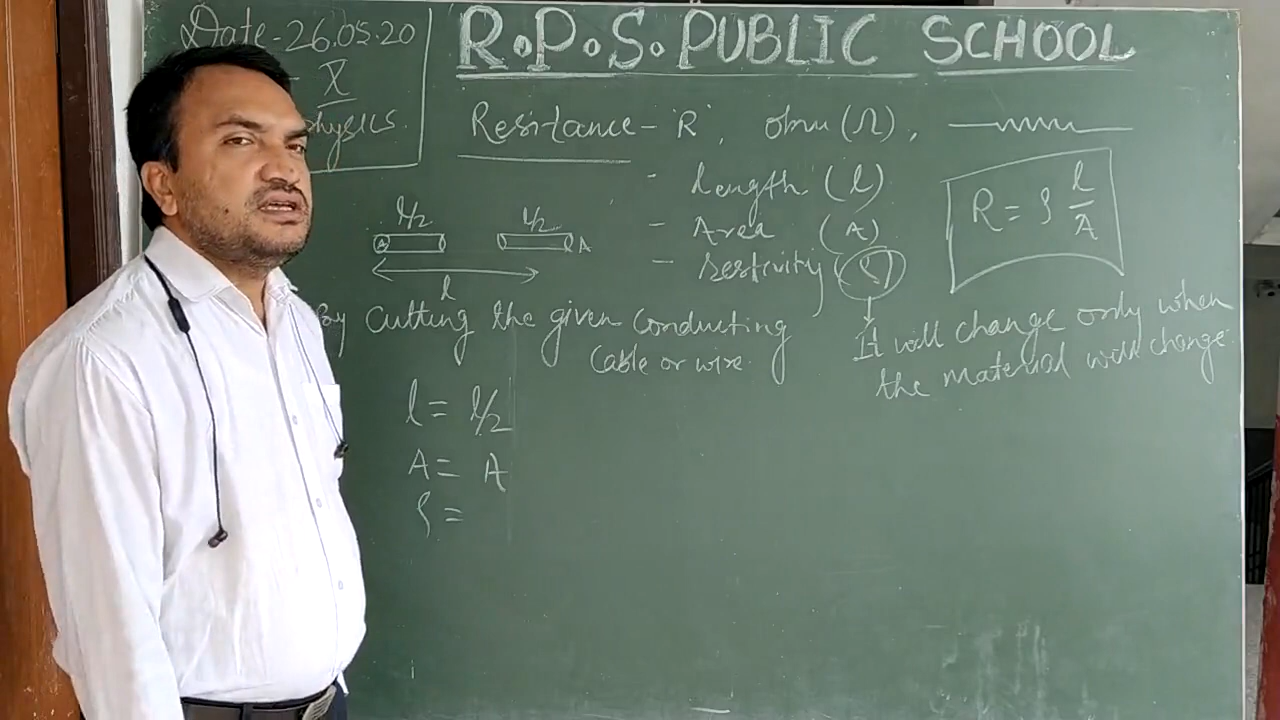 Date-26.05.20
R.P.S. PUBLIC SCHOOL
X
physics.
Resistance - 'R', ohm (Ω),
- length (l)
- Area (A)
- resistivity (ρ)
R = ρ l/A
l/2 l/2
A A
l
By cutting the given conducting
cable or wire.
It will change only when
the material will change.
l = l/2
A = A
ρ =